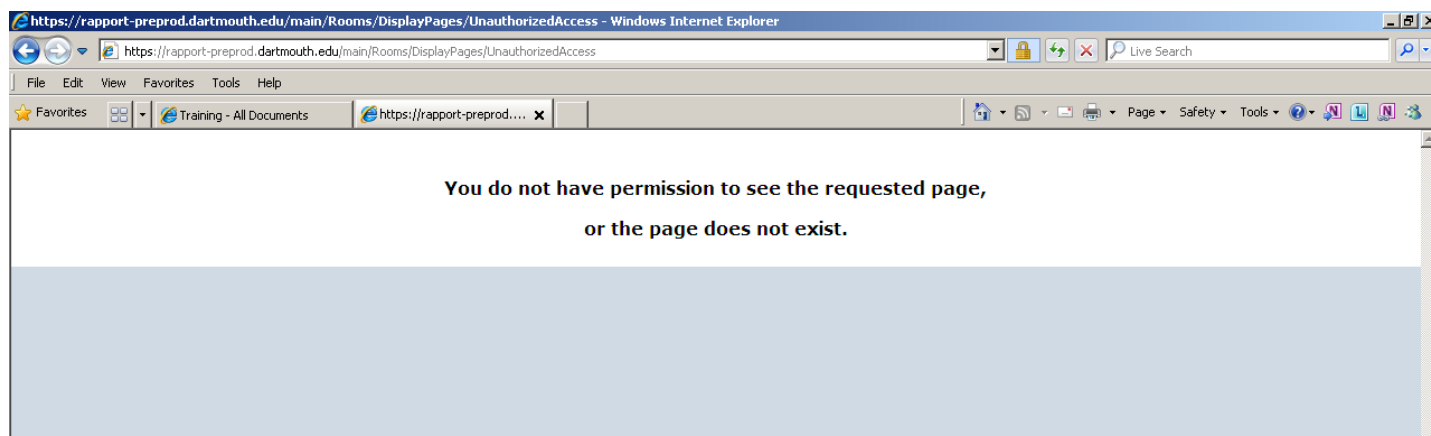 https://rapport-preprod.dartmouth.edu/main/Rooms/DisplayPages/UnauthorizedAccess - Windows Internet Explorer
https://rapport-preprod.dartmouth.edu/main/Rooms/DisplayPages/UnauthorizedAccess Live Search
File Edit View Favorites Tools Help
Favorites Training - All Documents https://rapport-preprod.... Page Safety Tools
You do not have permission to see the requested page,
or the page does not exist.